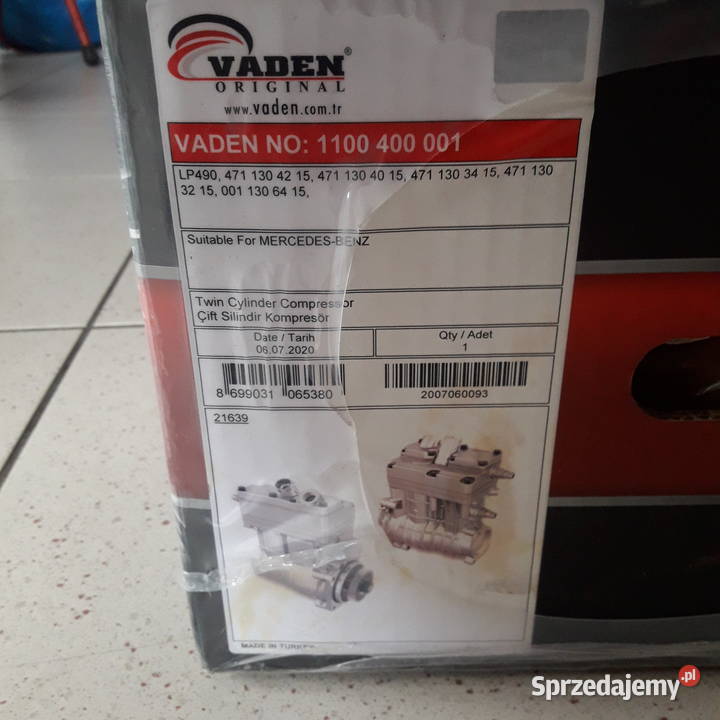 VADEN®
ORIGINAL
www.vaden.com.tr
VADEN NO: 1100 400 001
LP490, 471 130 42 15, 471 130 40 15, 471 130 34 15, 471 130
32 15, 001 130 64 15,
Suitable For MERCEDES-BENZ
,
Twin Cylinder Compressor
Çift Silindir Kompresör
Date / Tarih
06.07.2020
Qty / Adet
1
8 699031 065380
2007060093
21639
MADE IN TURKEY
Sprzedajemy.pl